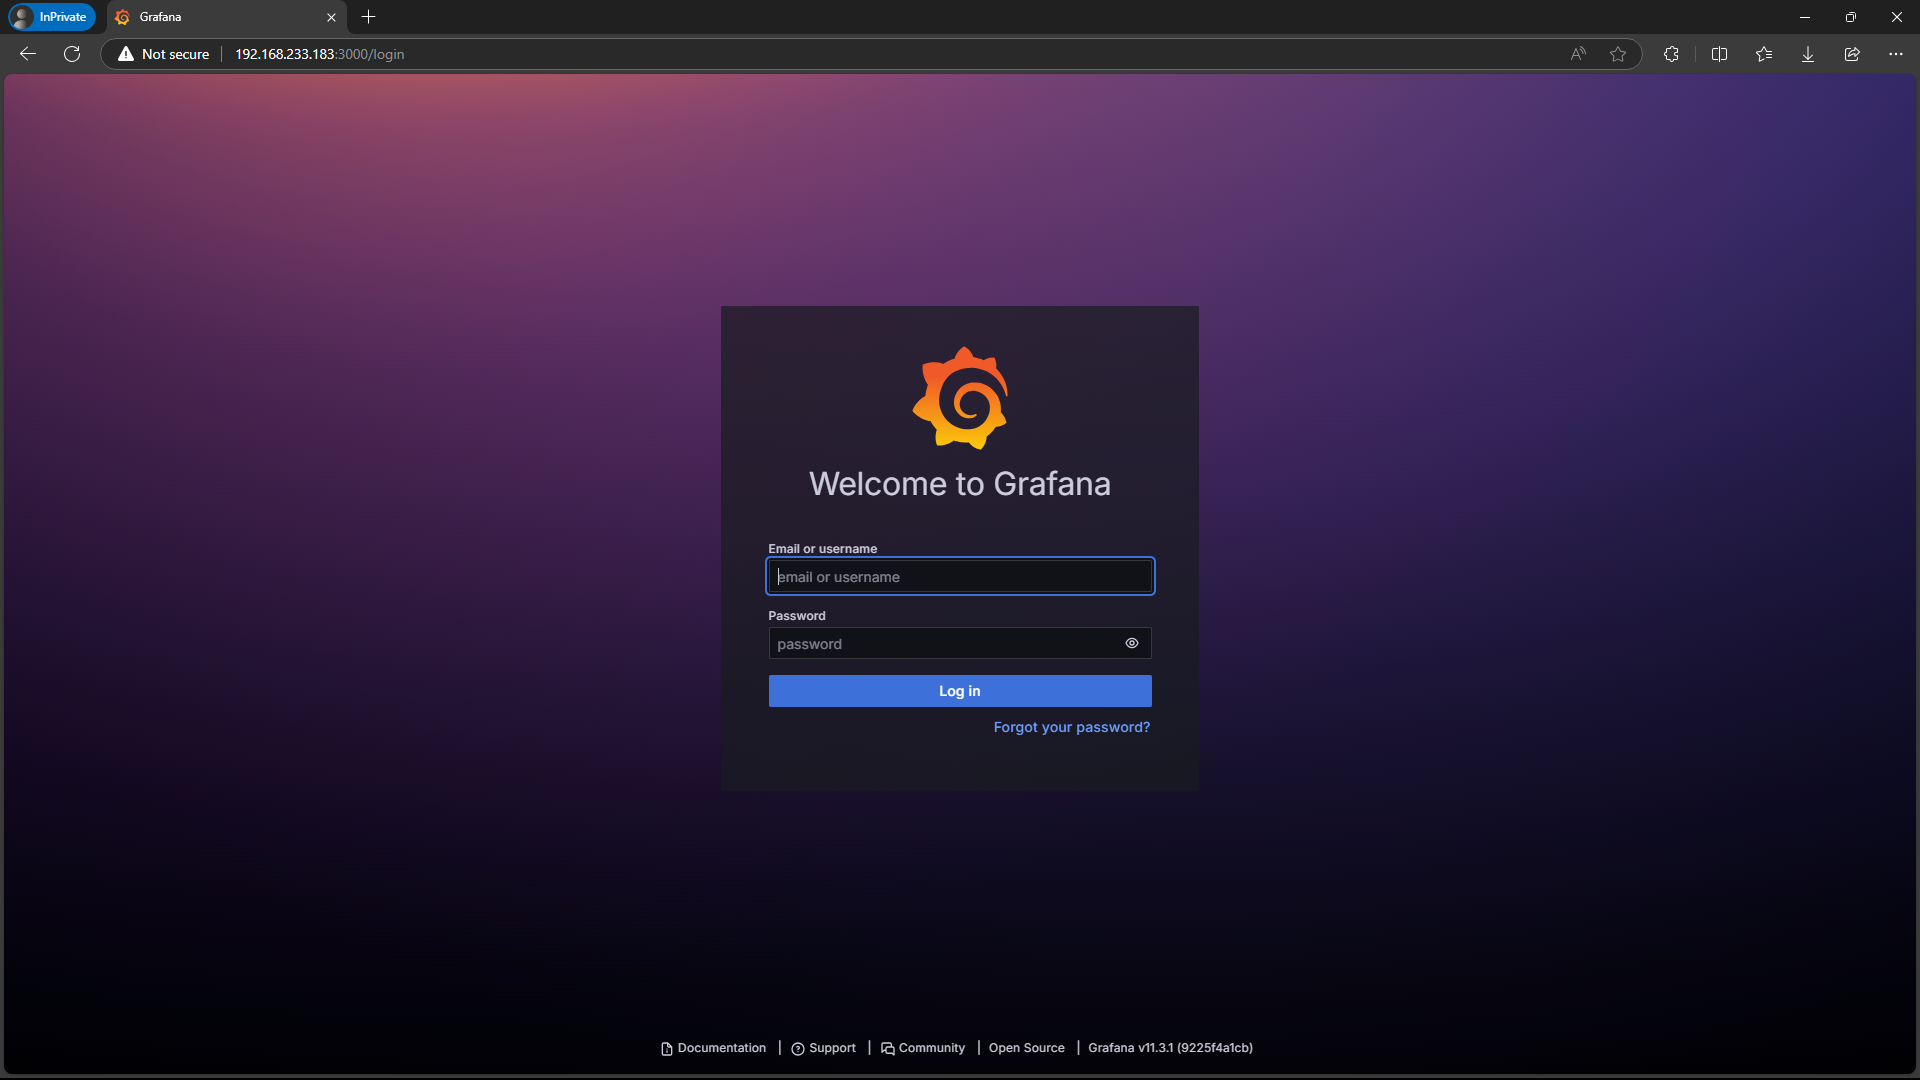 InPrivate
Grafana
Not secure
192.168.233.183:3000/login
Welcome to Grafana
Email or username
email or username
Password
password
Log in
Forgot your password?
Documentation | Support | Community | Open Source | Grafana v11.3.1 (9225f4a1cb)